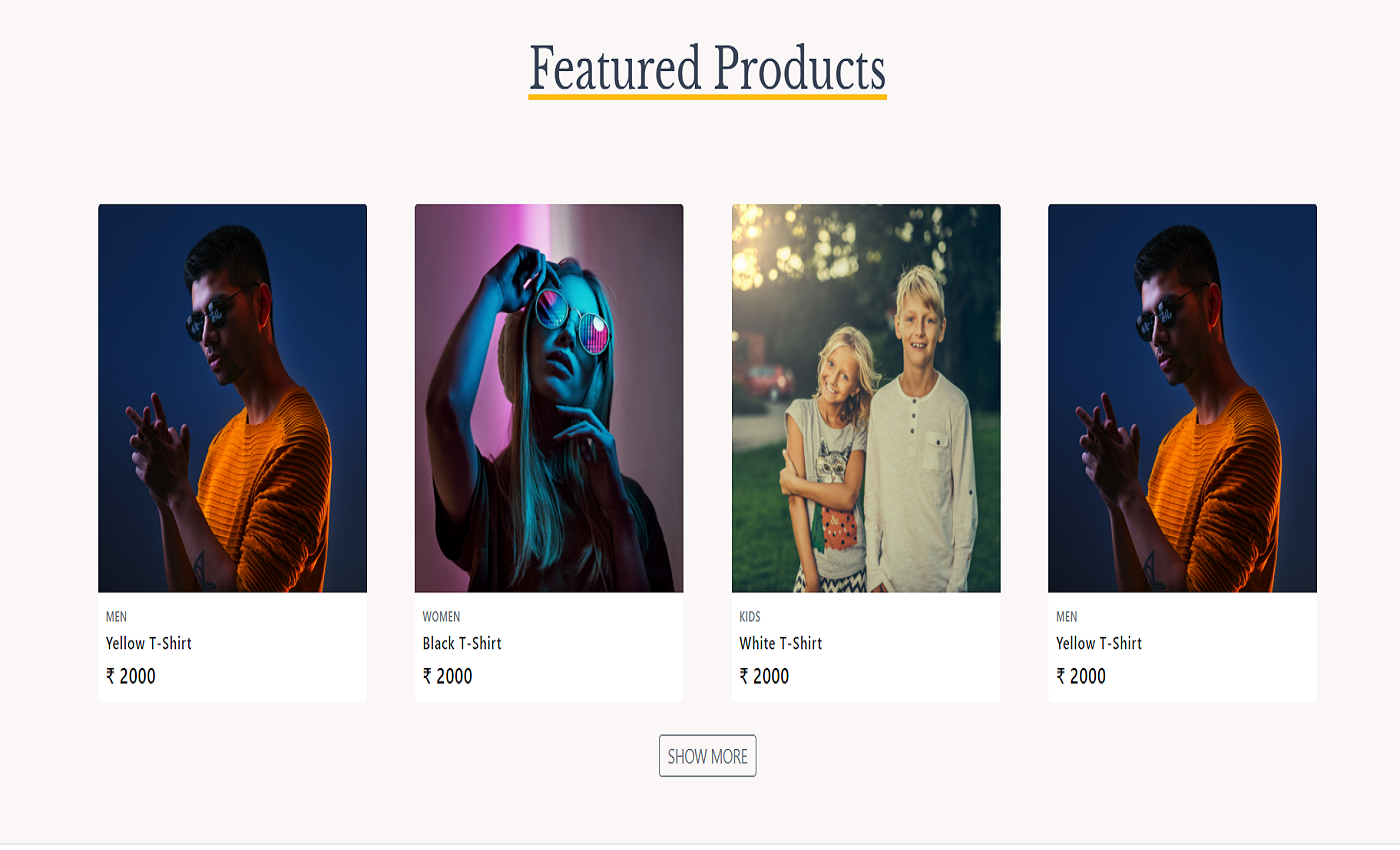 Featured Products
MEN
Yellow T-Shirt
₹ 2000
WOMEN
Black T-Shirt
₹ 2000
KIDS
White T-Shirt
₹ 2000
MEN
Yellow T-Shirt
₹ 2000
SHOW MORE